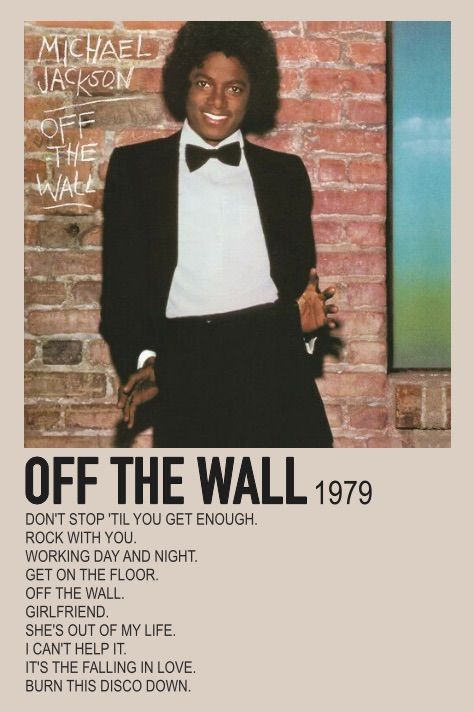 MICHAEL
JACKSON
OFF
THE
WALL
OFF THE WALL 1979
DON'T STOP 'TIL YOU GET ENOUGH.
ROCK WITH YOU.
WORKING DAY AND NIGHT.
GET ON THE FLOOR.
OFF THE WALL.
GIRLFRIEND.
SHE'S OUT OF MY LIFE.
I CAN'T HELP IT.
IT'S THE FALLING IN LOVE.
BURN THIS DISCO DOWN.